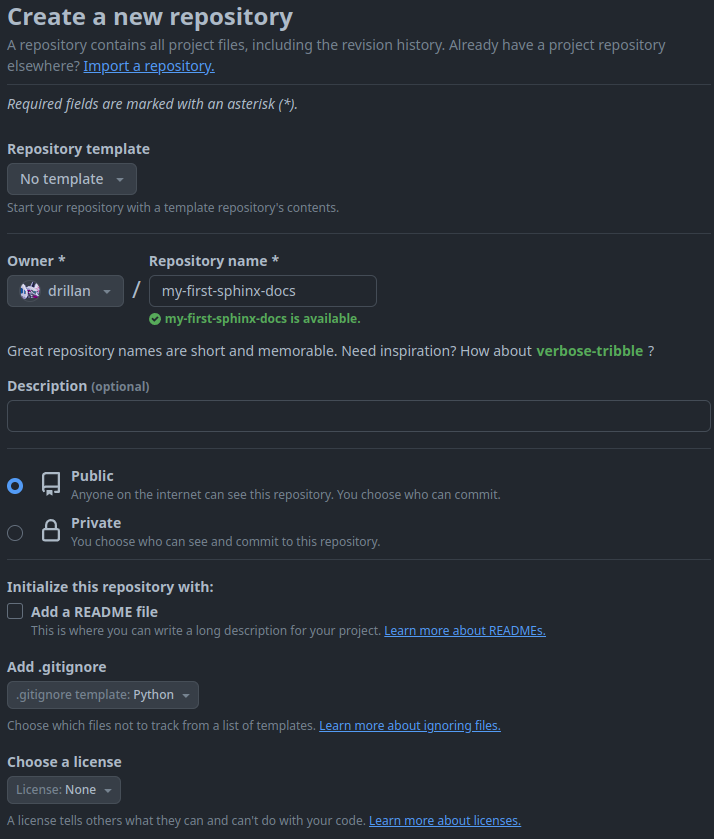 Create a new repository
A repository contains all project files, including the revision history. Already have a project repository
elsewhere? Import a repository.
Required fields are marked with an asterisk (*).
Repository template
No template
Start your repository with a template repository's contents.
Owner *
Repository name *
drillan
/
my-first-sphinx-docs
my-first-sphinx-docs is available.
Great repository names are short and memorable. Need inspiration? How about verbose-tribble ?
Description (optional)
Public
Anyone on the internet can see this repository. You choose who can commit.
Private
You choose who can see and commit to this repository.
Initialize this repository with:
Add a README file
This is where you can write a long description for your project. Learn more about READMEs.
Add .gitignore
.gitignore template: Python
Choose which files not to track from a list of templates. Learn more about ignoring files.
Choose a license
License: None
A license tells others what they can and can't do with your code. Learn more about licenses.